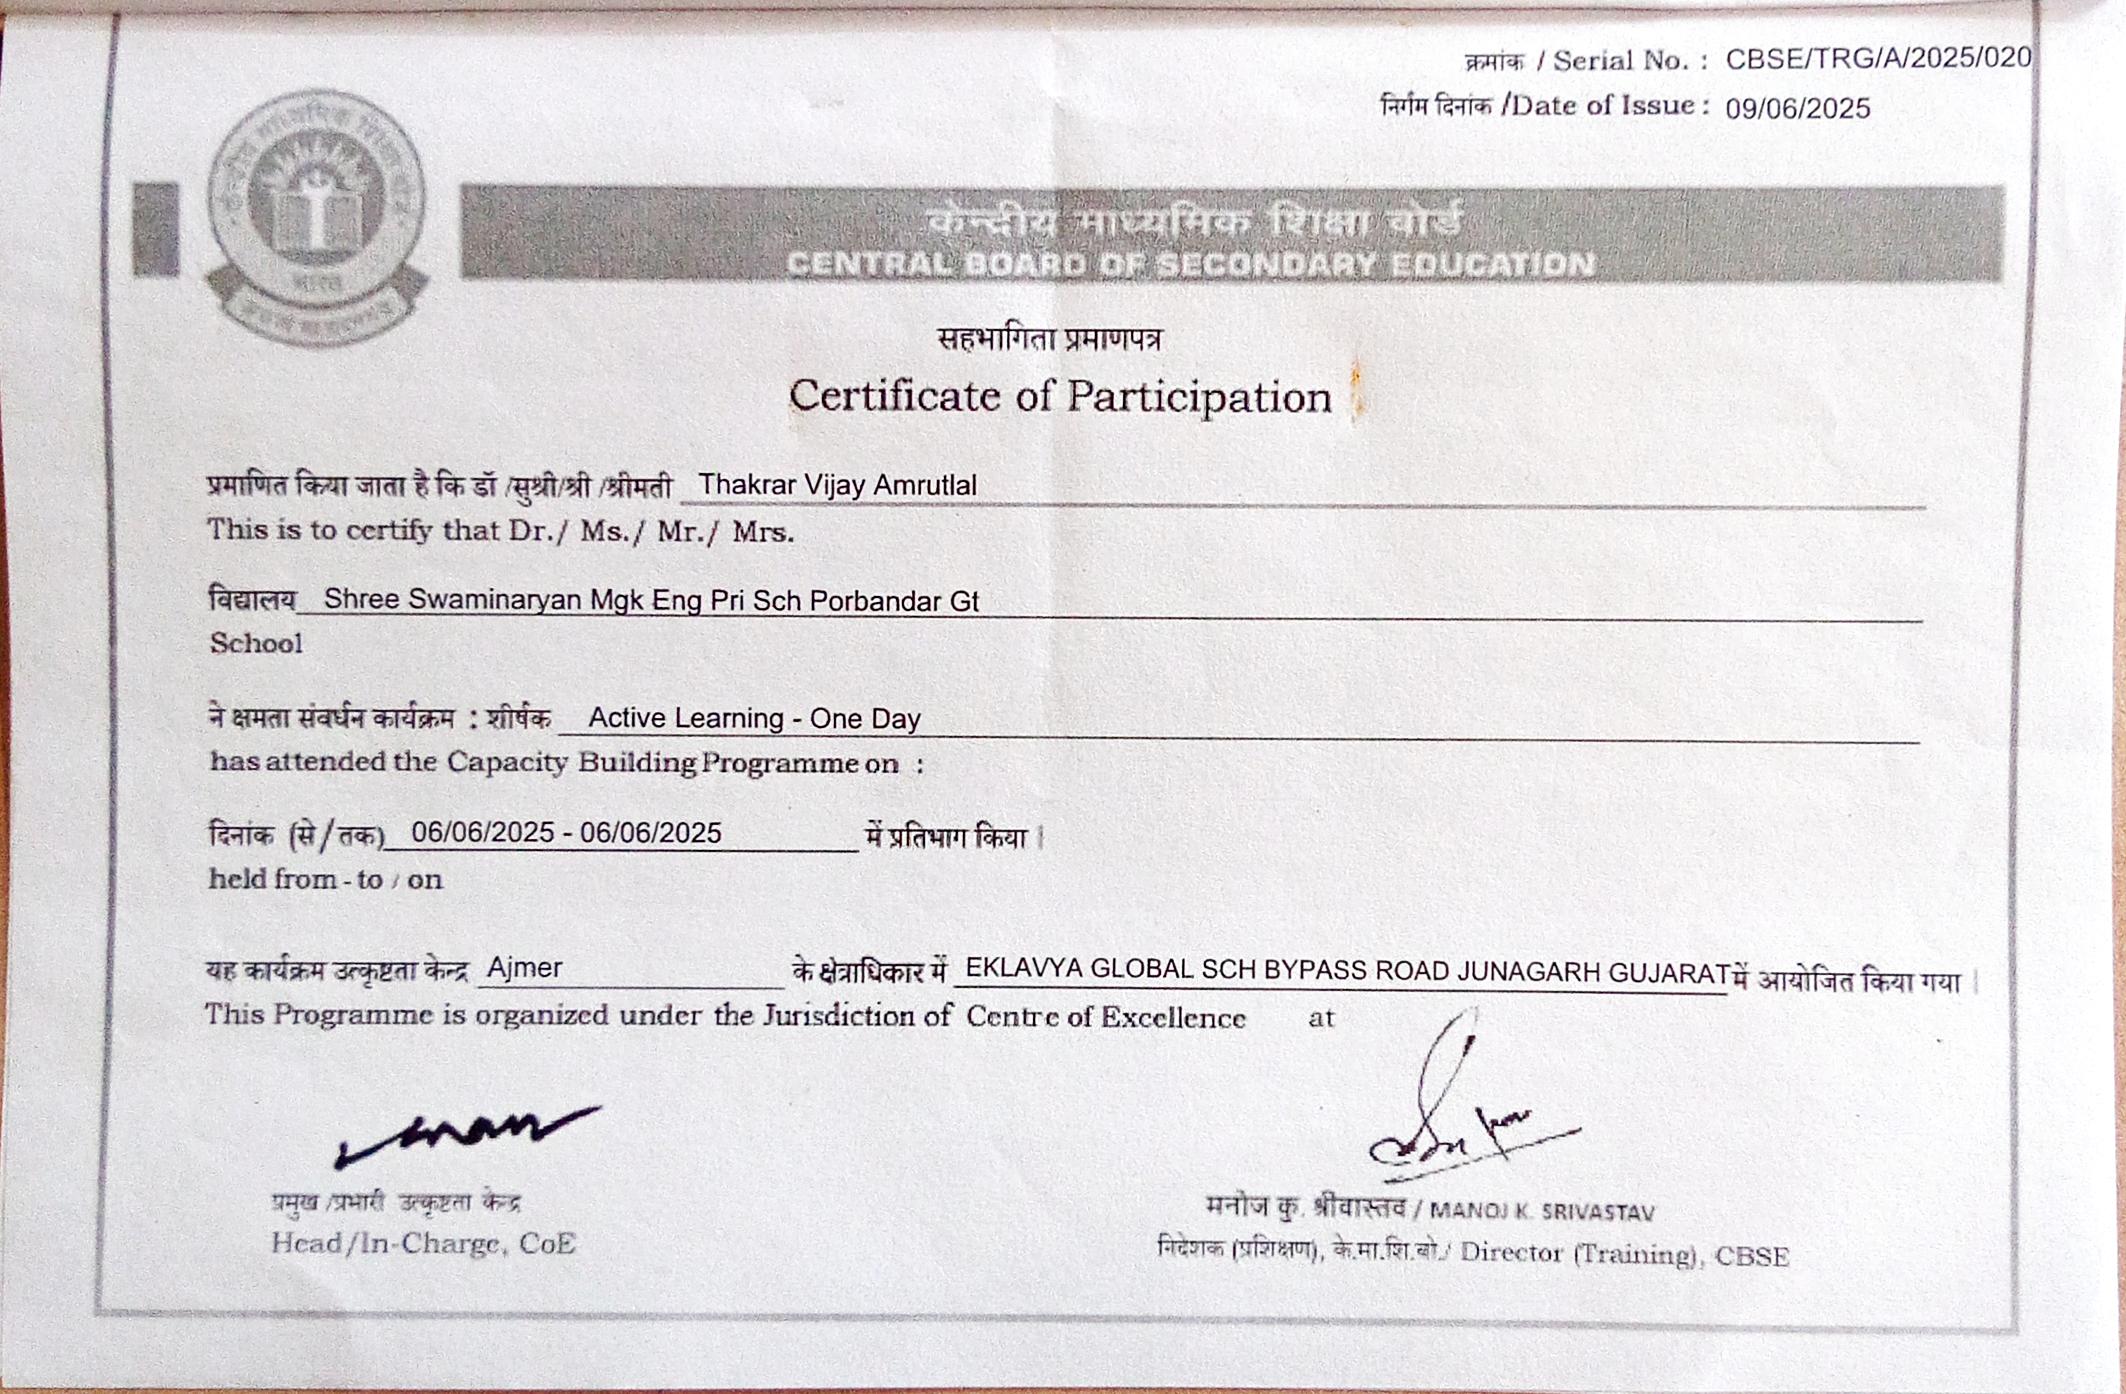 क्रमांक / Serial No. : CBSE/TRG/A/2025/020
निर्गम दिनांक /Date of Issue : 09/06/2025
भारत
केन्द्रीय माध्यमिक शिक्षा बोर्ड
CENTRAL BOARD OF SECONDARY EDUCATION
सहभागिता प्रमाणपत्र
Certificate of Participation
प्रमाणित किया जाता है कि डॉ /सुश्री/श्री /श्रीमती Thakrar Vijay Amrutlal
This is to certify that Dr./ Ms./ Mr./ Mrs.
विद्यालय Shree Swaminaryan Mgk Eng Pri Sch Porbandar Gt
School
ने क्षमता संवर्धन कार्यक्रम : शीर्षक Active Learning - One Day
has attended the Capacity Building Programme on :
दिनांक (से/तक) 06/06/2025 - 06/06/2025 में प्रतिभाग किया |
held from - to / on
यह कार्यक्रम उत्कृष्टता केन्द्र Ajmer के क्षेत्राधिकार में EKLAVYA GLOBAL SCH BYPASS ROAD JUNAGARH GUJARAT में आयोजित किया गया |
This Programme is organized under the Jurisdiction of Centre of Excellence at
प्रमुख /प्रभारी उत्कृष्टता केन्द्र
Head/In-Charge, CoE
मनोज कु. श्रीवास्तव / MANOJ K. SRIVASTAV
निदेशक (प्रशिक्षण), के.मा.शि.बो./ Director (Training), CBSE